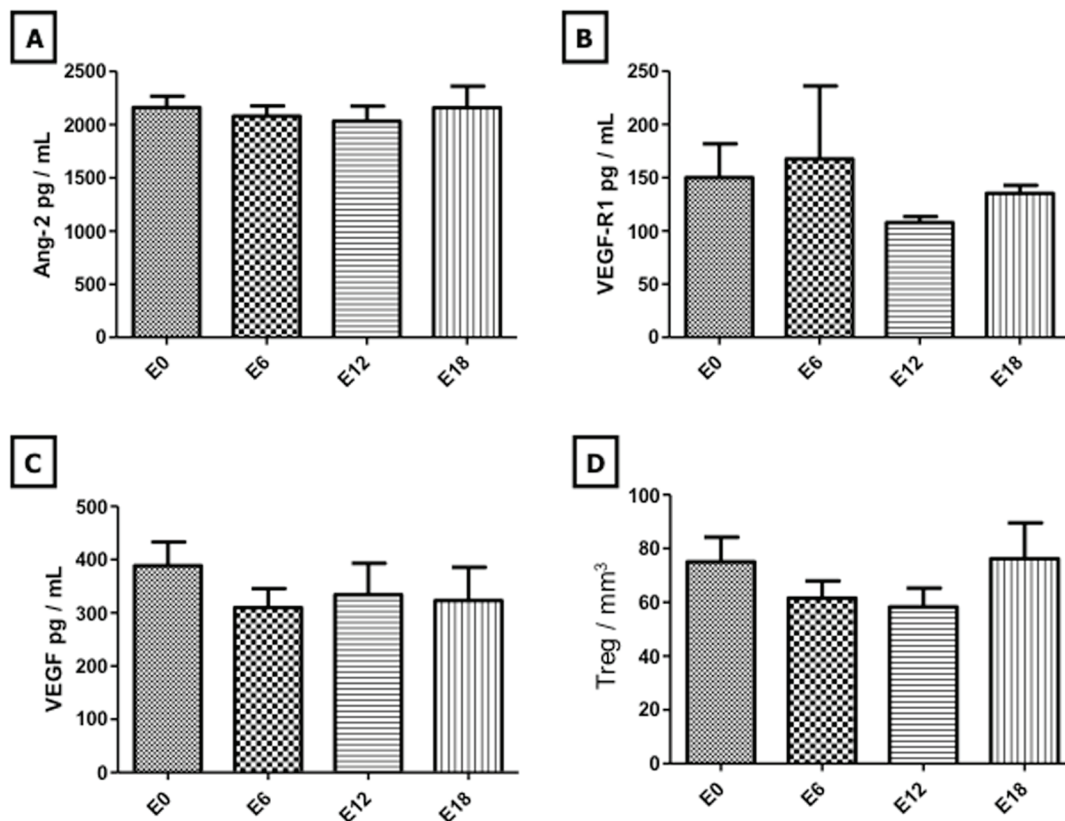 A
Ang-2 pg / mL
2500
2000
1500
1000
500
0
E0
E6
E12
E18
B
VEGF-R1 pg / mL
250
200
150
100
50
0
E0
E6
E12
E18
C
VEGF pg / mL
500
400
300
200
100
0
E0
E6
E12
E18
D
Treg / mm³
100
80
60
40
20
0
E0
E6
E12
E18